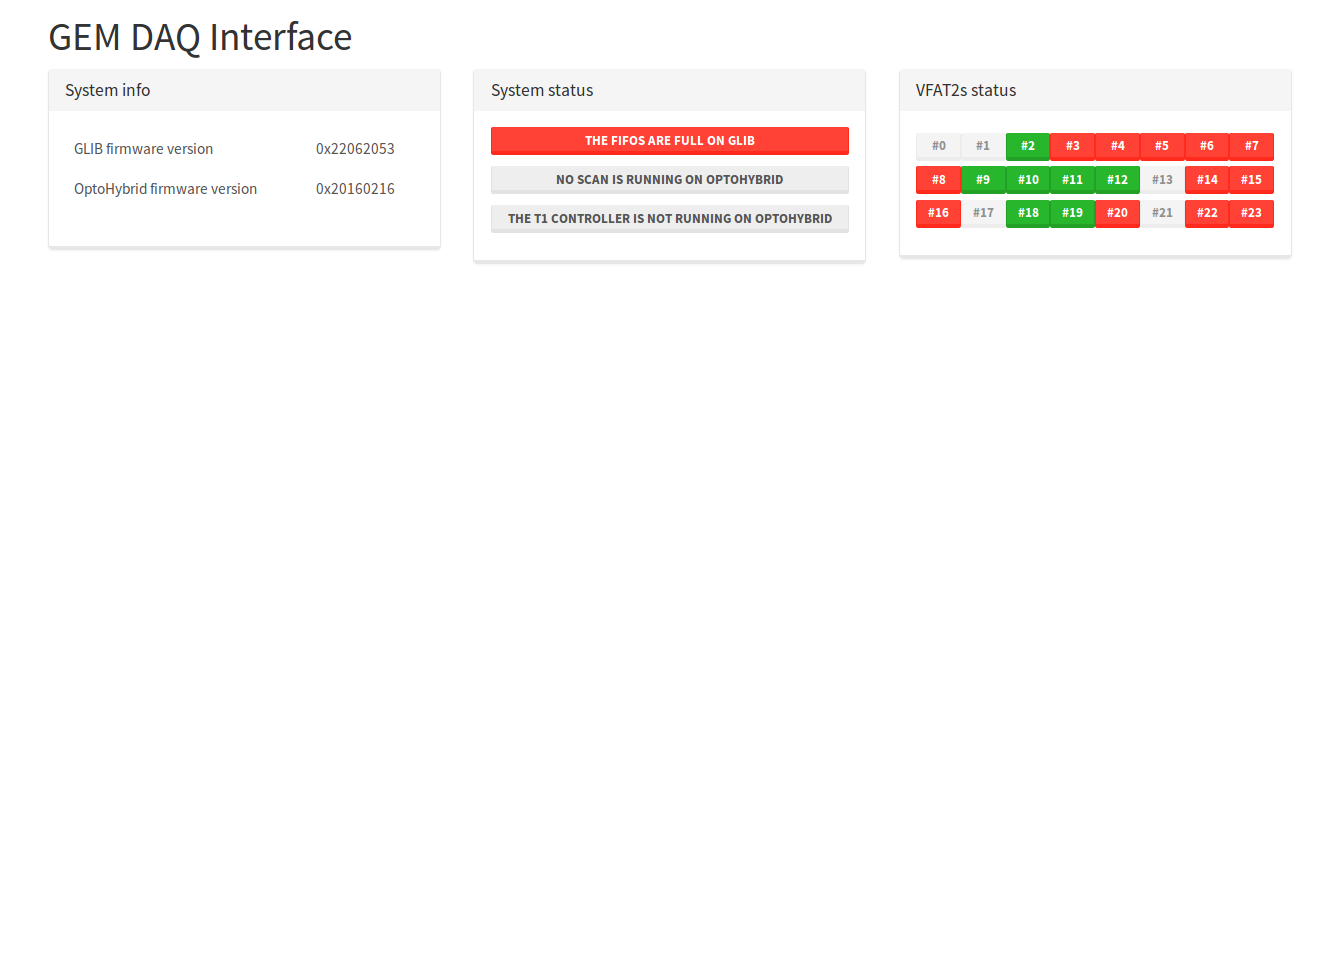 GEM DAQ Interface
System info
GLIB firmware version 0x22062053
OptoHybrid firmware version 0x20160216
System status
THE FIFOS ARE FULL ON GLIB
NO SCAN IS RUNNING ON OPTOHYBRID
THE T1 CONTROLLER IS NOT RUNNING ON OPTOHYBRID
VFAT2s status
#0 #1 #2 #3 #4 #5 #6 #7
#8 #9 #10 #11 #12 #13 #14 #15
#16 #17 #18 #19 #20 #21 #22 #23